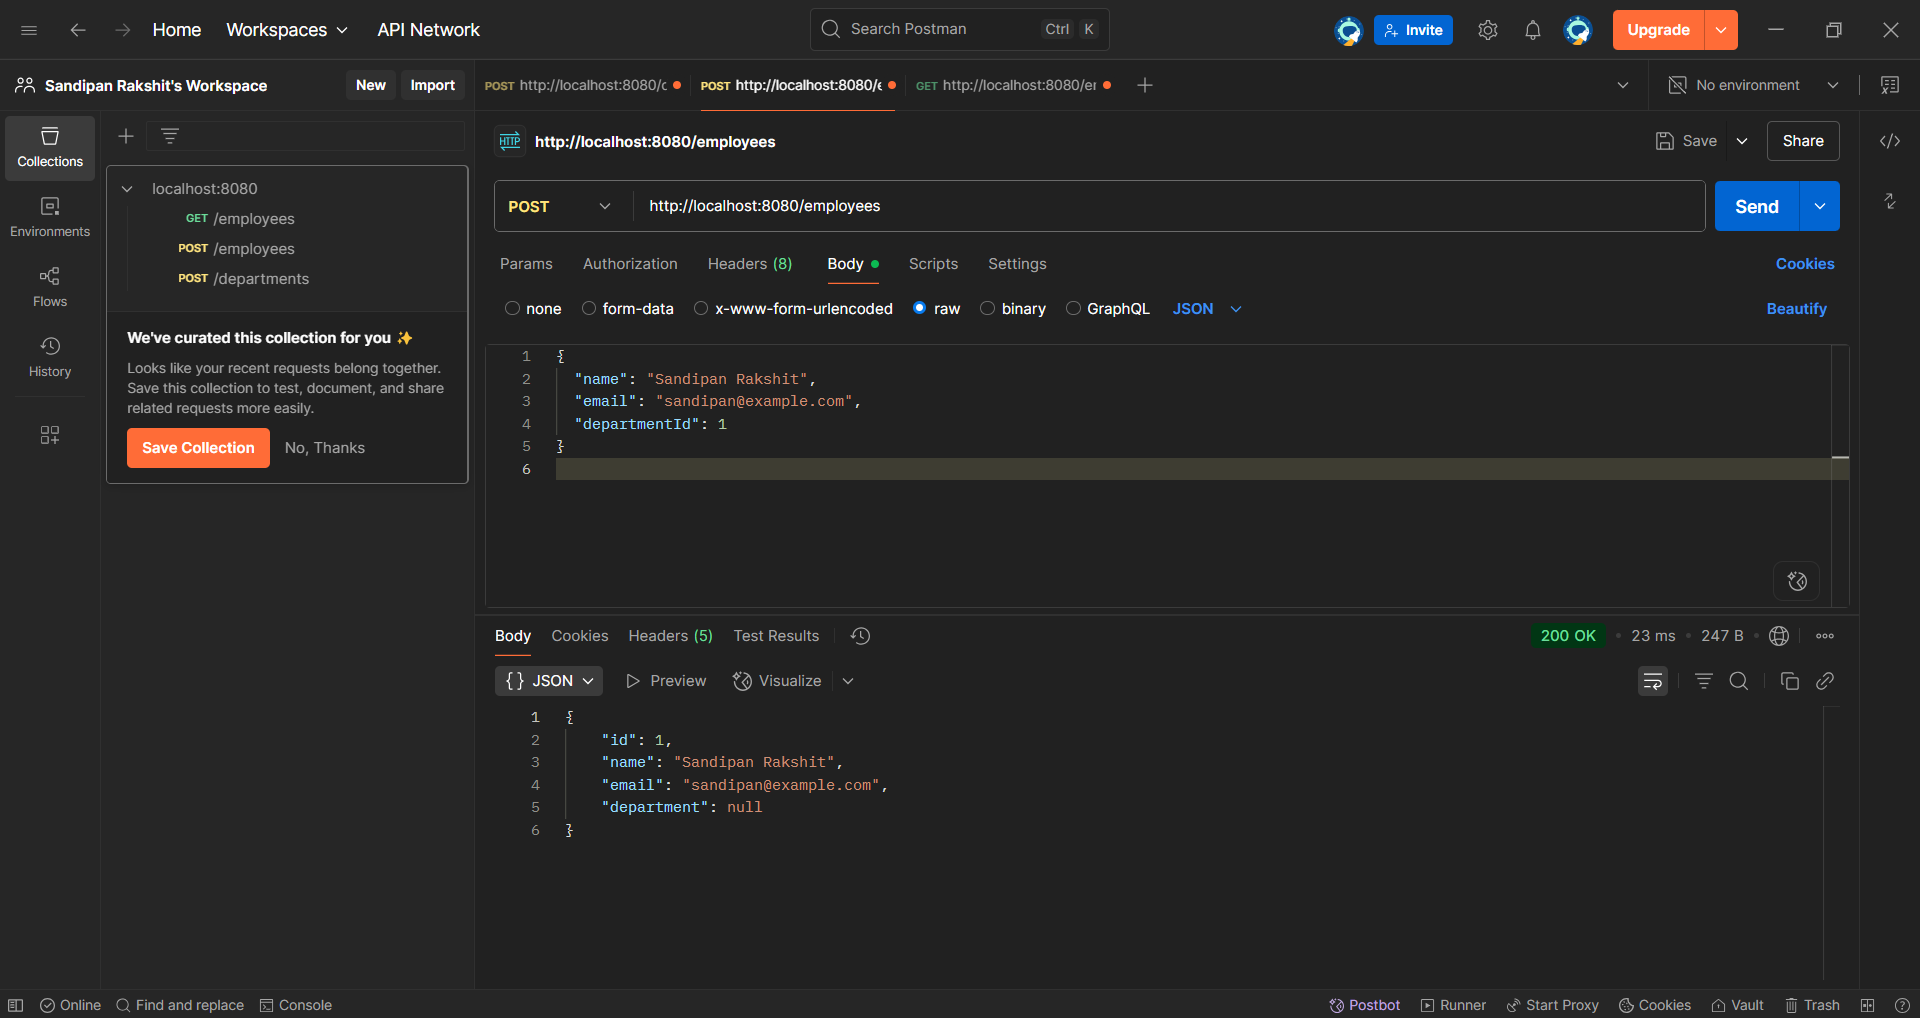 Home Workspaces API Network Search Postman Ctrl K Invite Upgrade
Sandipan Rakshit's Workspace New Import POST http://localhost:8080/ POST http://localhost:8080/ GET http://localhost:8080/ No environment
Collections
Environments
Flows
History
localhost:8080
GET /employees
POST /employees
POST /departments
We've curated this collection for you ✨
Looks like your recent requests belong together.
Save this collection to test, document, and share
related requests more easily.
Save Collection No, Thanks
HTTP http://localhost:8080/employees Save Share
POST http://localhost:8080/employees Send
Params Authorization Headers (8) Body Scripts Settings Cookies
none form-data x-www-form-urlencoded raw binary GraphQL JSON Beautify
1 {
2 "name": "Sandipan Rakshit",
3 "email": "sandipan@example.com",
4 "departmentId": 1
5 }
6
Body Cookies Headers (5) Test Results 200 OK • 23 ms • 247 B
{} JSON Preview Visualize
1 {
2 "id": 1,
3 "name": "Sandipan Rakshit",
4 "email": "sandipan@example.com",
5 "department": null
6 }
Online Find and replace Console Postbot Runner Start Proxy Cookies Vault Trash